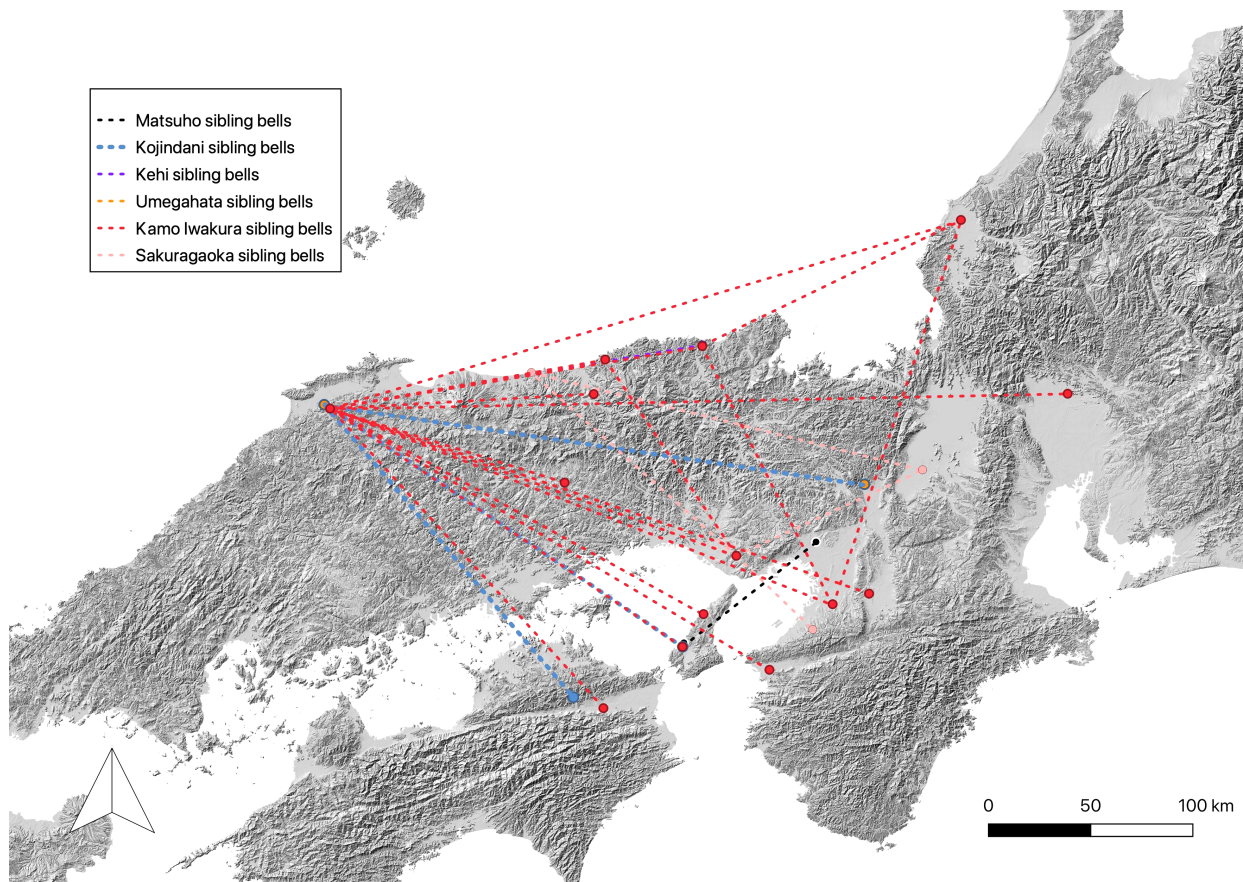 Matsuho sibling bells
Kojindani sibling bells
Kehi sibling bells
Umegahata sibling bells
Kamo Iwakura sibling bells
Sakuragaoka sibling bells
0 50 100 km